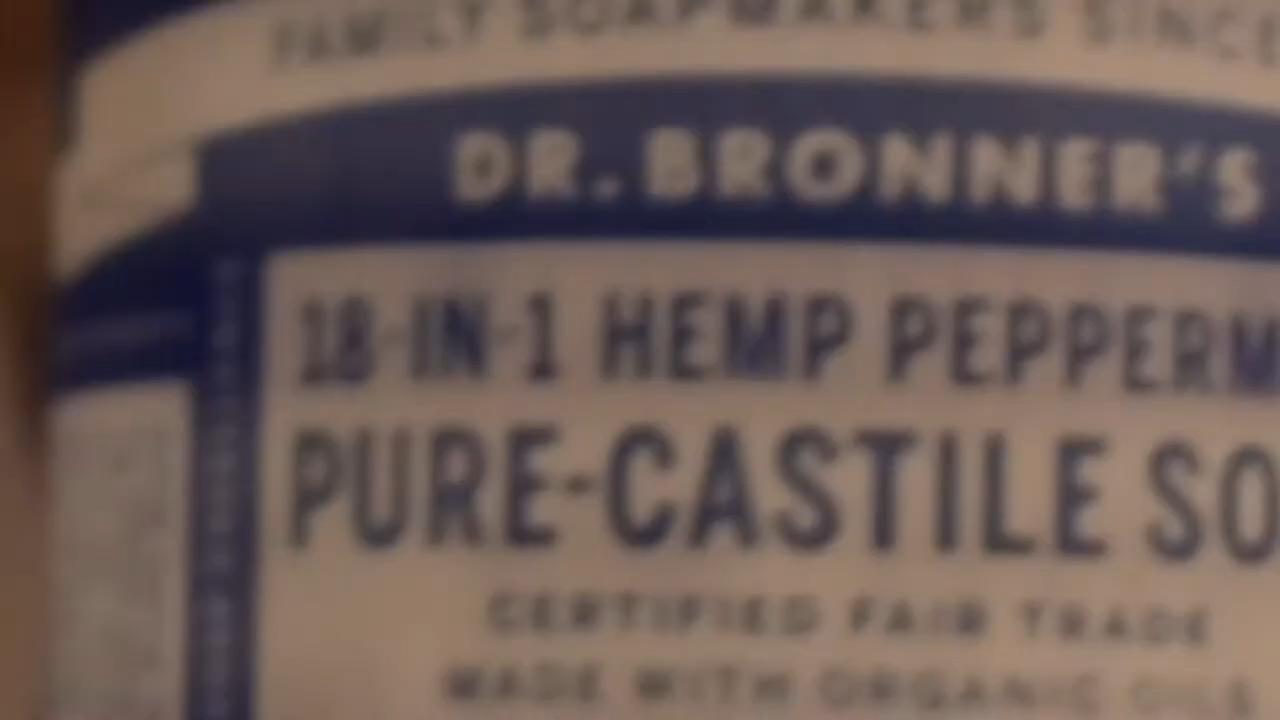 FAMILY SOAPMAKERS SINCE
DR. BRONNER'S
18-IN-1 HEMP PEPPERM
PURE-CASTILE SO
CERTIFIED FAIR TRADE
MADE WITH ORGANIC OILS